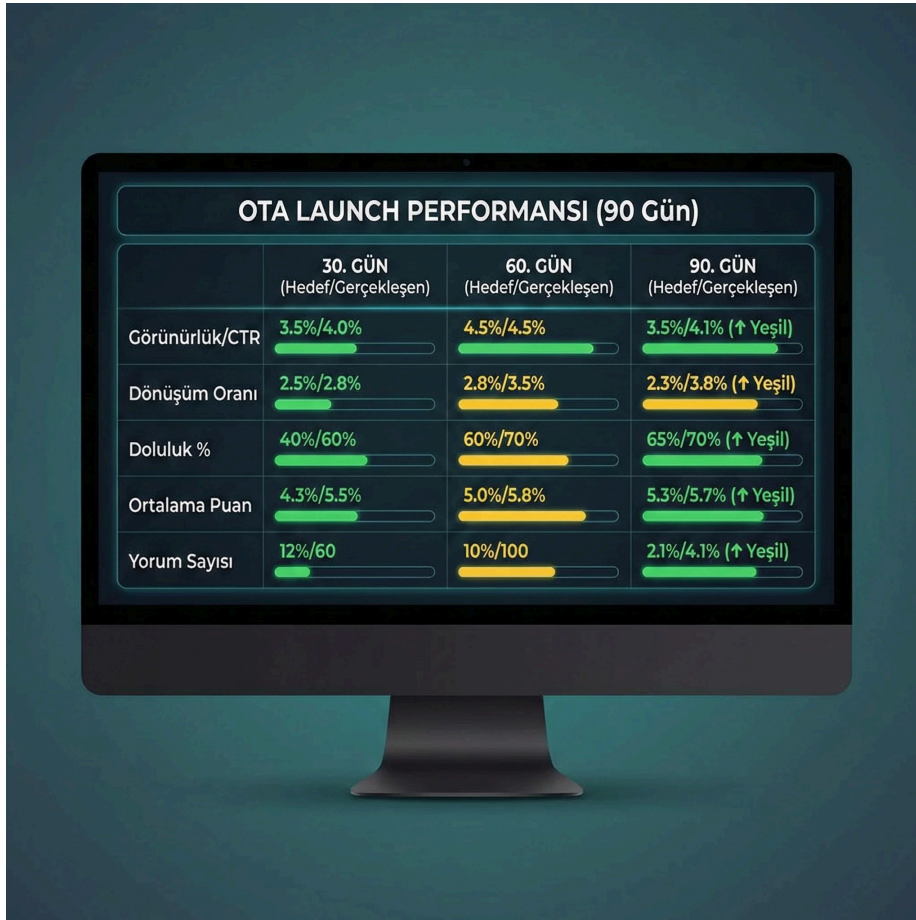 OTA LAUNCH PERFORMANSI (90 Gün)
30. GÜN
(Hedef/Gerçekleşen)
60. GÜN
(Hedef/Gerçekleşen)
90. GÜN
(Hedef/Gerçekleşen)
Görünürlük/CTR
3.5%/4.0%
4.5%/4.5%
3.5%/4.1% (↑ Yeşil)
Dönüşüm Oranı
2.5%/2.8%
2.8%/3.5%
2.3%/3.8% (↑ Yeşil)
Doluluk %
40%/60%
60%/70%
65%/70% (↑ Yeşil)
Ortalama Puan
4.3%/5.5%
5.0%/5.8%
5.3%/5.7% (↑ Yeşil)
Yorum Sayısı
12%/60
10%/100
2.1%/4.1% (↑ Yeşil)